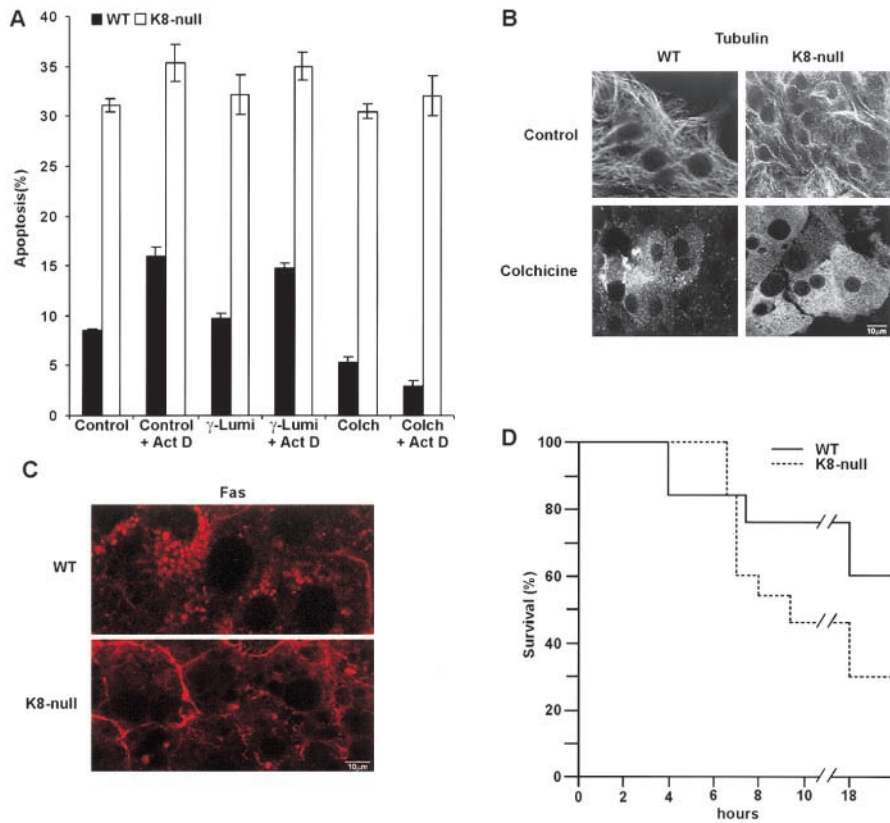 A
WT K8-null
Apoptosis(%)
40
35
30
25
20
15
10
5
0
Control
Control + Act D
γ-Lumi
γ-Lumi + Act D
Colch
Colch + Act D
B
Tubulin
WT K8-null
Control
Colchicine
10μm
C
Fas
WT
K8-null
10μm
D
WT
K8-null
Survival (%)
100
80
60
40
20
0
0 2 4 6 8 10 18
hours